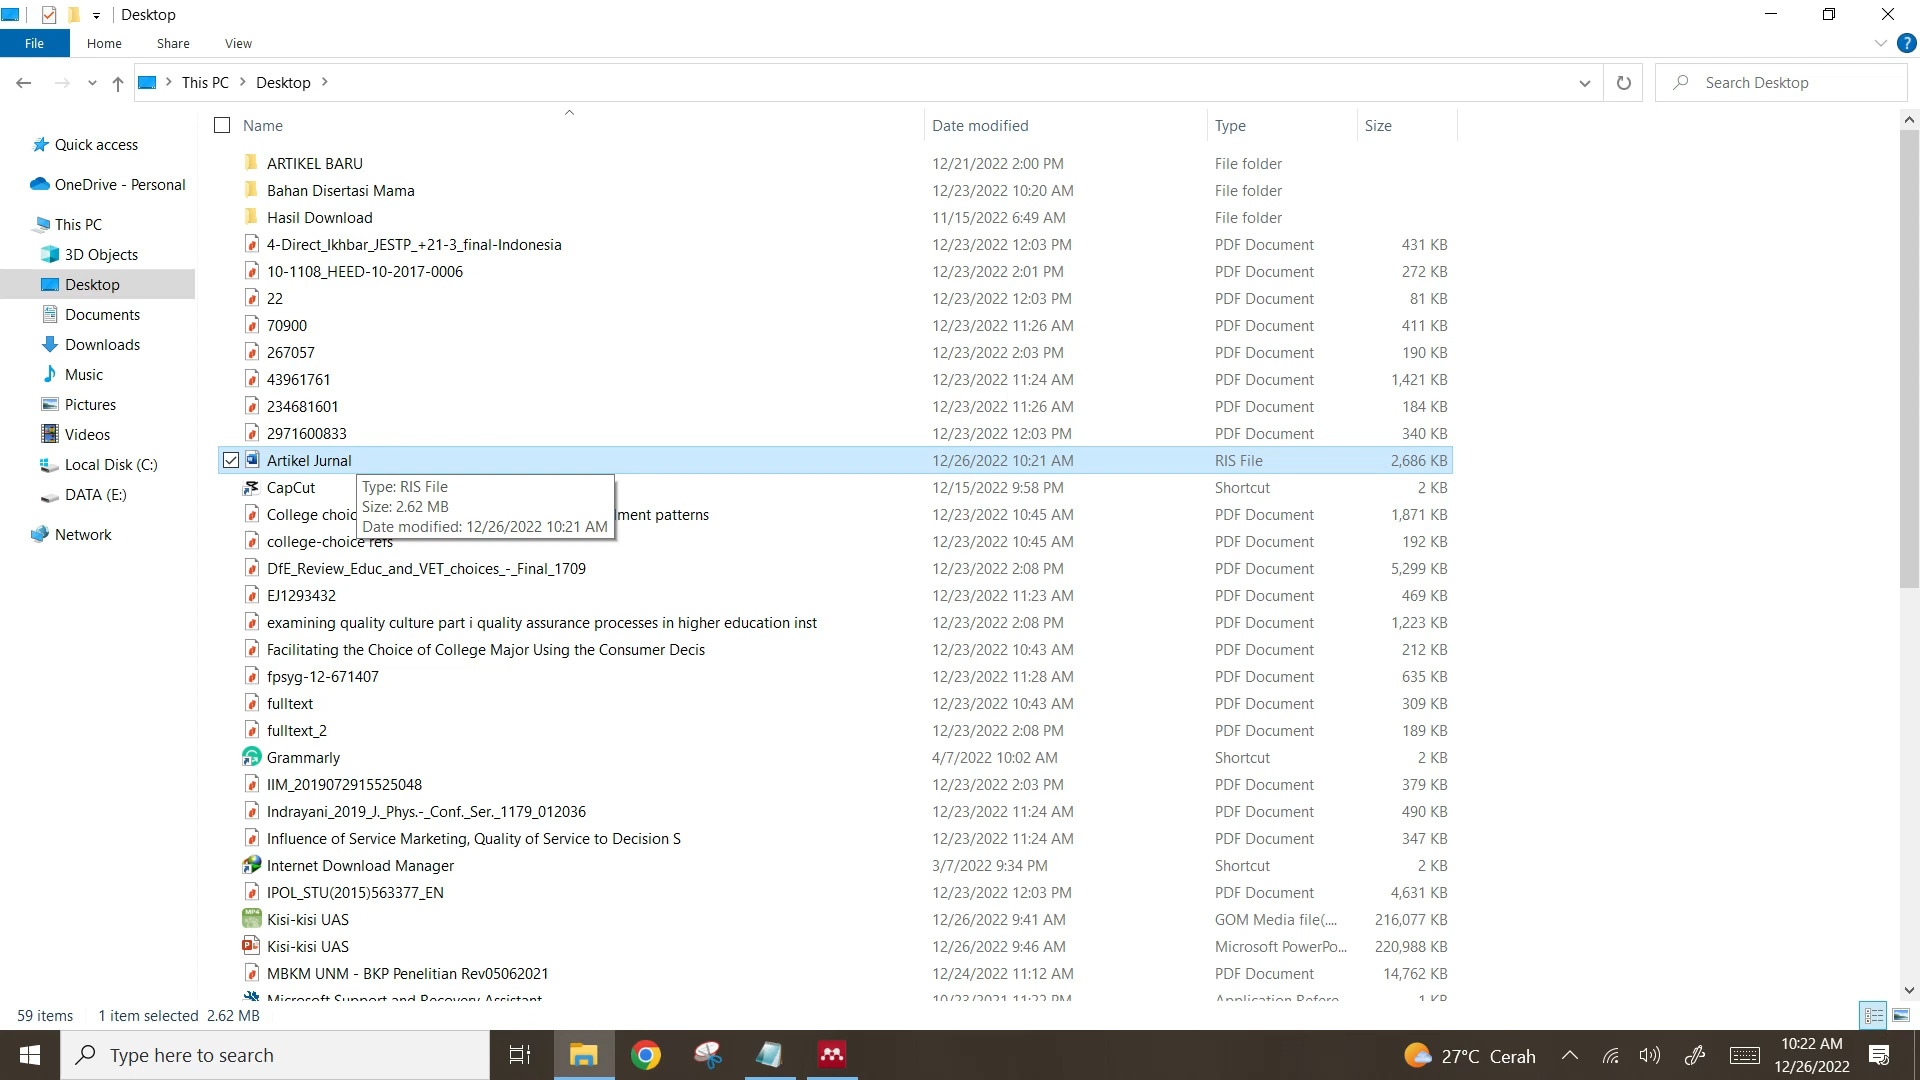 Desktop
File Home Share View
This PC Desktop Search Desktop
Name Date modified Type Size
Quick access
OneDrive - Personal
This PC
3D Objects
Desktop
Documents
Downloads
Music
Pictures
Videos
Local Disk (C:)
DATA (E:)
Network
ARTIKEL BARU 12/21/2022 2:00 PM File folder
Bahan Disertasi Mama 12/23/2022 10:20 AM File folder
Hasil Download 11/15/2022 6:49 AM File folder
4-Direct_Ikhbar_JESTP_+21-3_final-Indonesia 12/23/2022 12:03 PM PDF Document 431 KB
10-1108_HEED-10-2017-0006 12/23/2022 2:01 PM PDF Document 272 KB
22 12/23/2022 12:03 PM PDF Document 81 KB
70900 12/23/2022 11:26 AM PDF Document 411 KB
267057 12/23/2022 2:03 PM PDF Document 190 KB
43961761 12/23/2022 11:24 AM PDF Document 1,421 KB
234681601 12/23/2022 11:26 AM PDF Document 184 KB
2971600833 12/23/2022 12:03 PM PDF Document 340 KB
Artikel Jurnal 12/26/2022 10:21 AM RIS File 2,686 KB
Type: RIS File
Size: 2.62 MB
Date modified: 12/26/2022 10:21 AM
CapCut 12/15/2022 9:58 PM Shortcut 2 KB
College patterns 12/23/2022 10:45 AM PDF Document 1,871 KB
college-choice refs 12/23/2022 10:45 AM PDF Document 192 KB
DfE_Review_Educ_and_VET_choices_-_Final_1709 12/23/2022 2:08 PM PDF Document 5,299 KB
EJ1293432 12/23/2022 11:23 AM PDF Document 469 KB
examining quality culture part i quality assurance processes in higher education inst 12/23/2022 2:08 PM PDF Document 1,223 KB
Facilitating the Choice of College Major Using the Consumer Decis 12/23/2022 10:43 AM PDF Document 212 KB
fpsyg-12-671407 12/23/2022 11:28 AM PDF Document 635 KB
fulltext 12/23/2022 10:43 AM PDF Document 309 KB
fulltext_2 12/23/2022 2:08 PM PDF Document 189 KB
Grammarly 4/7/2022 10:02 AM Shortcut 2 KB
IIM_2019072915525048 12/23/2022 2:03 PM PDF Document 379 KB
Indrayani_2019_J._Phys.-_Conf._Ser._1179_012036 12/23/2022 11:24 AM PDF Document 490 KB
Influence of Service Marketing, Quality of Service to Decision S 12/23/2022 11:24 AM PDF Document 347 KB
Internet Download Manager 3/7/2022 9:34 PM Shortcut 2 KB
IPOL_STU(2015)563377_EN 12/23/2022 12:03 PM PDF Document 4,631 KB
Kisi-kisi UAS 12/26/2022 9:41 AM GOM Media file(.... 216,077 KB
Kisi-kisi UAS 12/26/2022 9:46 AM Microsoft PowerPo... 220,988 KB
MBKM UNM - BKP Penelitian Rev05062021 12/24/2022 11:12 AM PDF Document 14,762 KB
Microsoft Support and Recovery Assistant 10/23/2021 11:22 PM Application Refere... 1 KB
59 items 1 item selected 2.62 MB
Type here to search 27°C Cerah 10:22 AM
12/26/2022